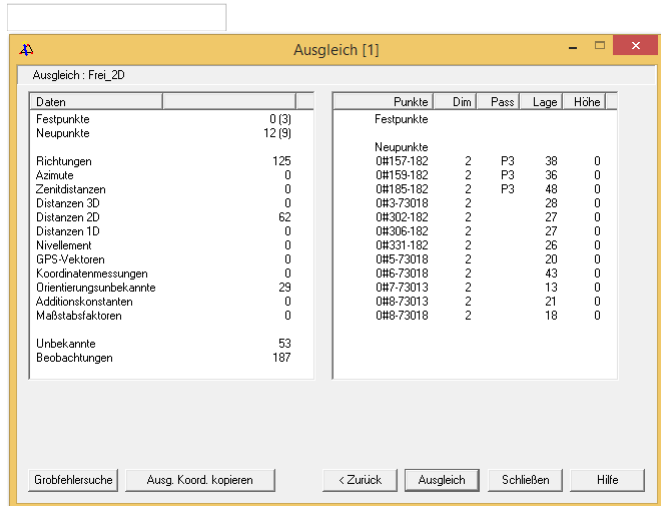 Ausgleich [1]
Ausgleich : Frei_2D
Daten
Festpunkte 0 (3)
Neupunkte 12 (9)
Richtungen 125
Azimute 0
Zenitdistanzen 0
Distanzen 3D 0
Distanzen 2D 62
Distanzen 1D 0
Nivellement 0
GPS-Vektoren 0
Koordinatenmessungen 0
Orientierungsunbekannte 29
Additionskonstanten 0
Maßstabsfaktoren 0
Unbekannte 53
Beobachtungen 187
Punkte Dim Pass Lage Höhe
Festpunkte
Neupunkte
0#157-182 2 P3 38 0
0#159-182 2 P3 36 0
0#185-182 2 P3 48 0
0#3-73018 2 28 0
0#302-182 2 27 0
0#306-182 2 27 0
0#331-182 2 26 0
0#5-73018 2 20 0
0#6-73018 2 43 0
0#7-73013 2 13 0
0#8-73013 2 21 0
0#8-73018 2 18 0
Grobfehlersuche Ausg. Koord. kopieren < Zurück Ausgleich Schließen Hilfe